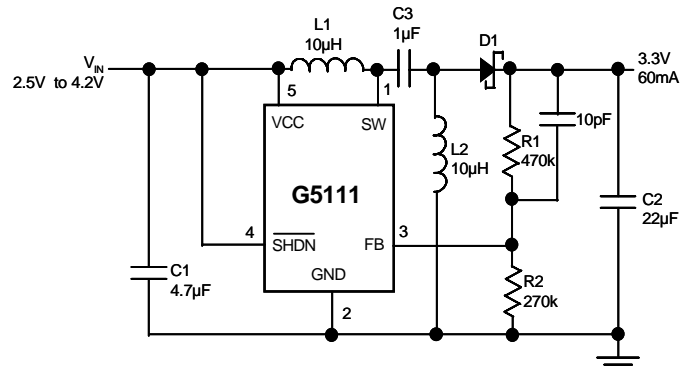 C3
1µF
L1
10µH
D1
V_IN
2.5V to 4.2V
3.3V
60mA
5
1
VCC
SW
10pF
L2
10µH
R1
470k
G5111
C2
22µF
4
3
SHDN
FB
GND
C1
4.7µF
2
R2
270k